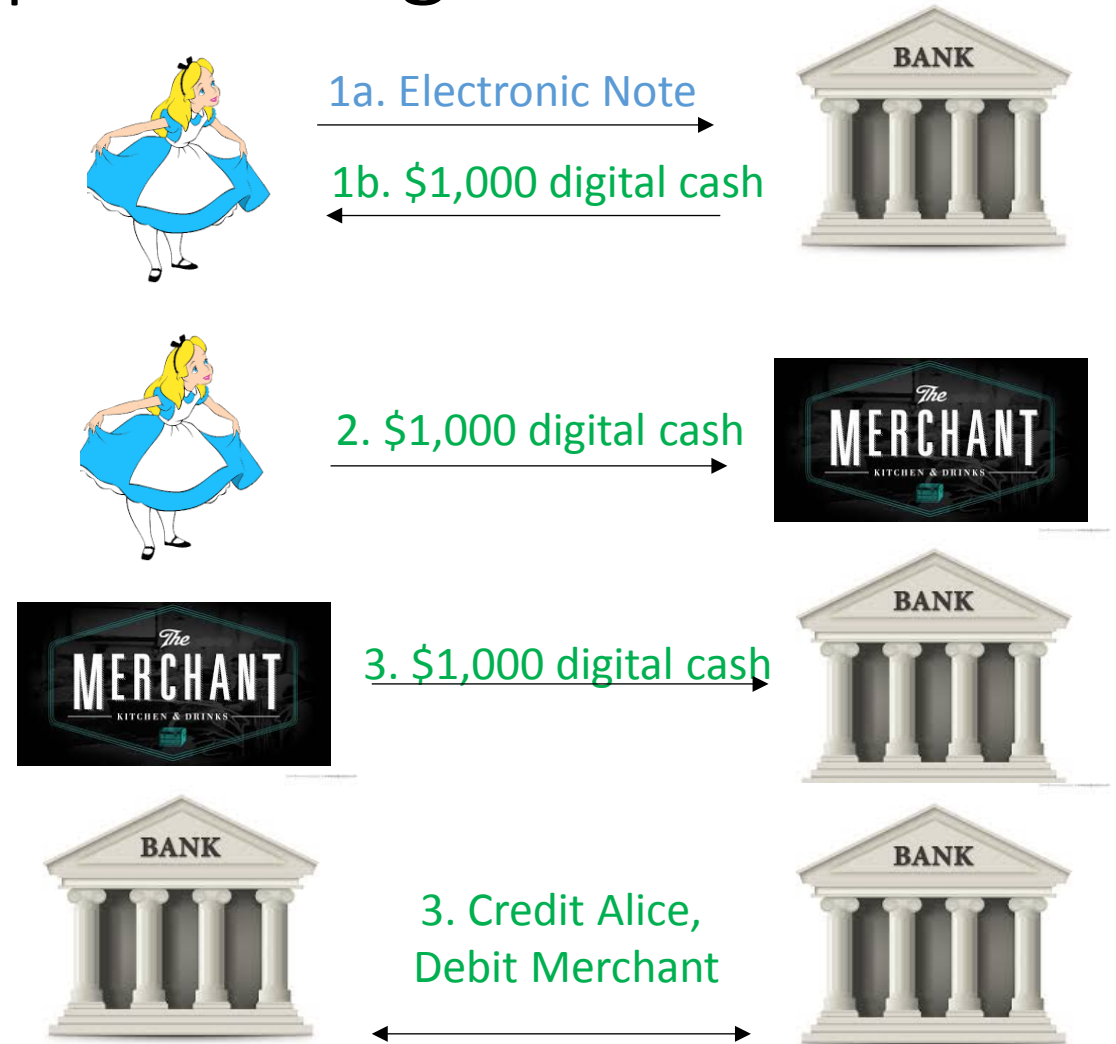 BANK
1a. Electronic Note
1b. $1,000 digital cash
2. $1,000 digital cash
The
MERCHANT
KITCHEN & DRINKS
The
MERCHANT
KITCHEN & DRINKS
3. $1,000 digital cash
BANK
BANK
3. Credit Alice,
Debit Merchant
BANK